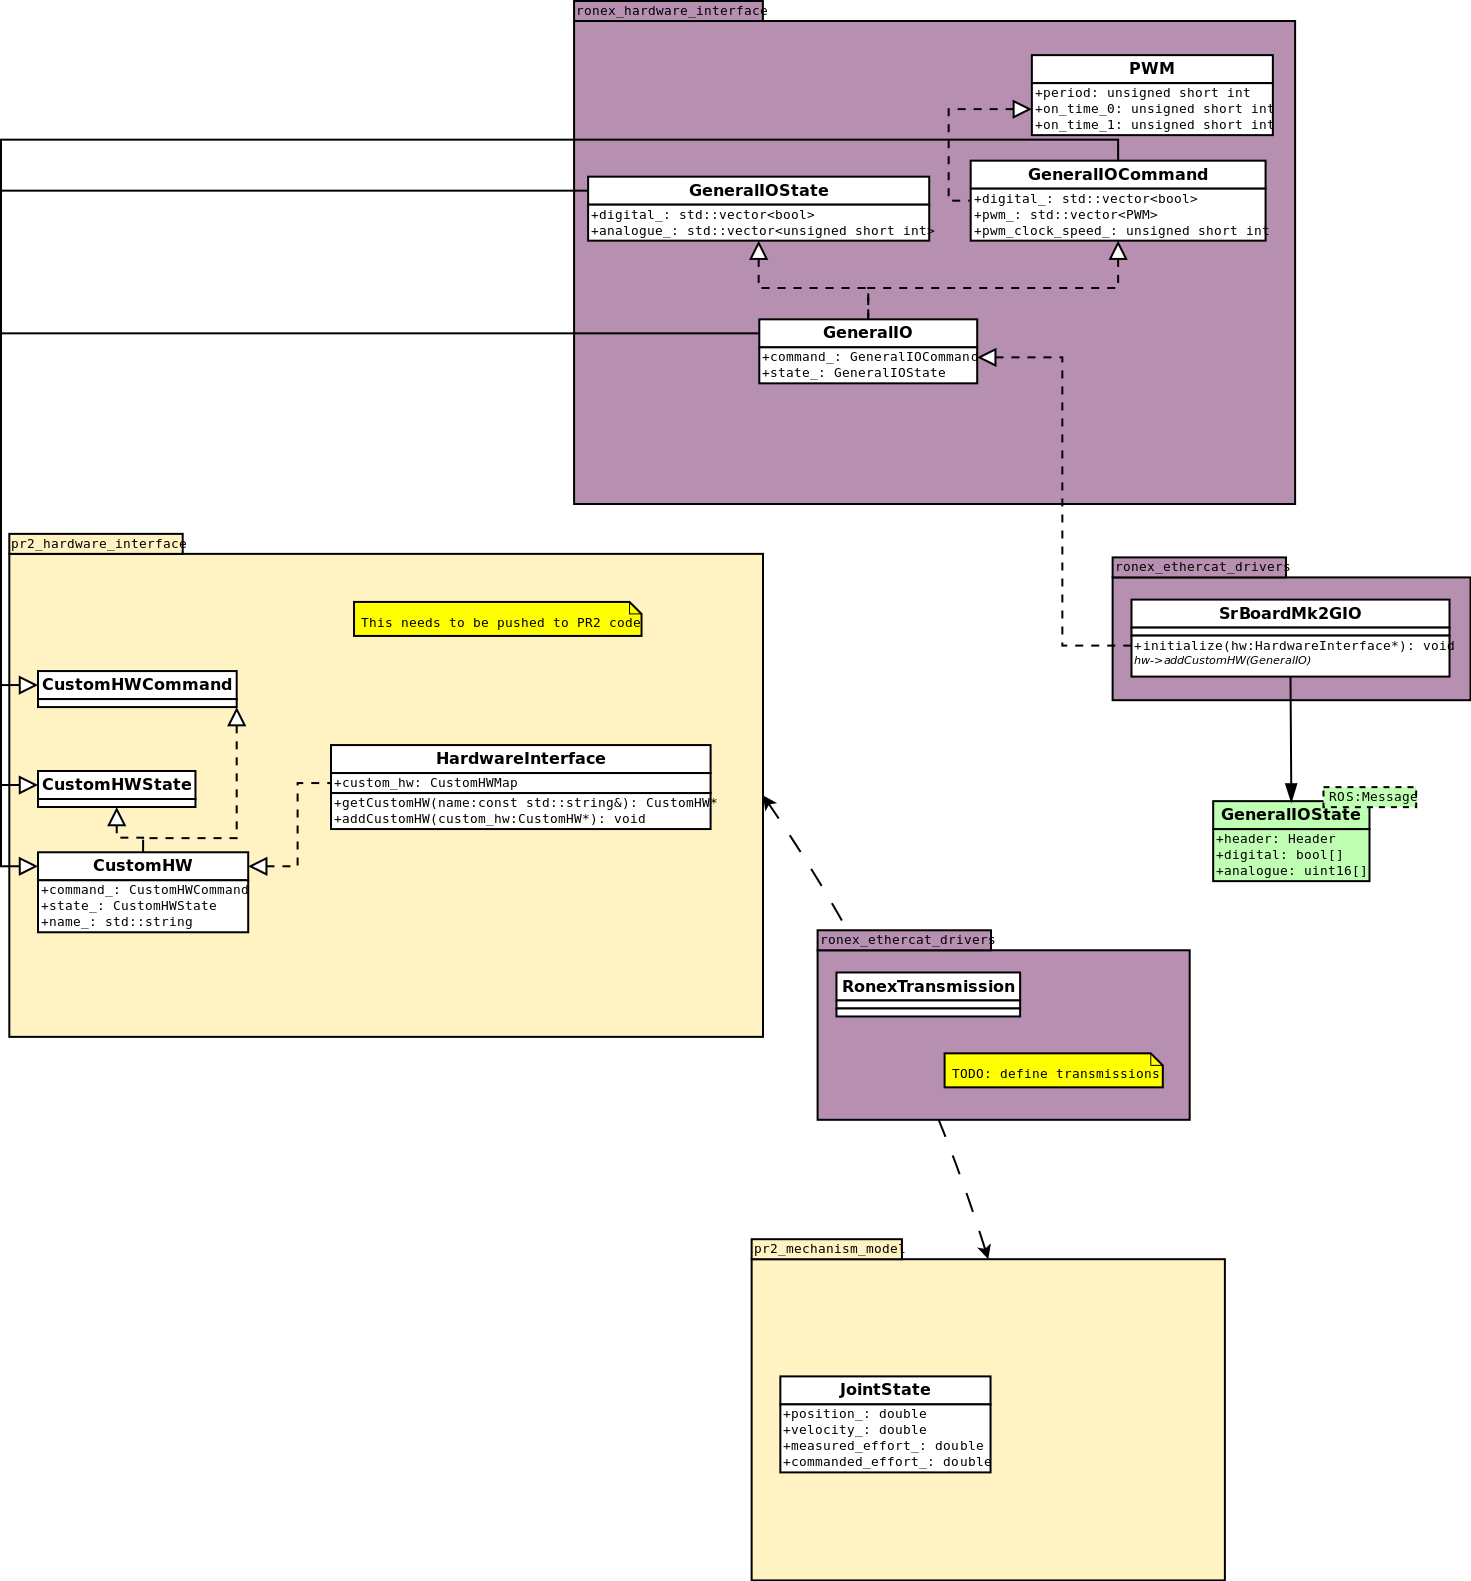 ronex_hardware_interface
PWM
+period: unsigned short int
+on_time_0: unsigned short int
+on_time_1: unsigned short int
GeneralIOState
+digital_: std::vector<bool>
+analogue_: std::vector<unsigned short int>
GeneralIOCommand
+digital_: std::vector<bool>
+pwm_: std::vector<PWM>
+pwm_clock_speed_: unsigned short int
GeneralIO
+command_: GeneralIOCommand
+state_: GeneralIOState
pr2_hardware_interface
This needs to be pushed to PR2 code
CustomHWCommand
CustomHWState
CustomHW
+command_: CustomHWCommand
+state_: CustomHWState
+name_: std::string
HardwareInterface
+custom_hw: CustomHWMap
+getCustomHW(name:const std::string&): CustomHW*
+addCustomHW(custom_hw:CustomHW*): void
ronex_ethercat_drivers
SrBoardMk2GIO
+initialize(hw:HardwareInterface*): void
hw->addCustomHW(GeneralIO)
ROS:Message
GeneralIOState
+header: Header
+digital: bool[]
+analogue: uint16[]
ronex_ethercat_drivers
RonexTransmission
TODO: define transmissions
pr2_mechanism_model
JointState
+position_: double
+velocity_: double
+measured_effort_: double
+commanded_effort_: double